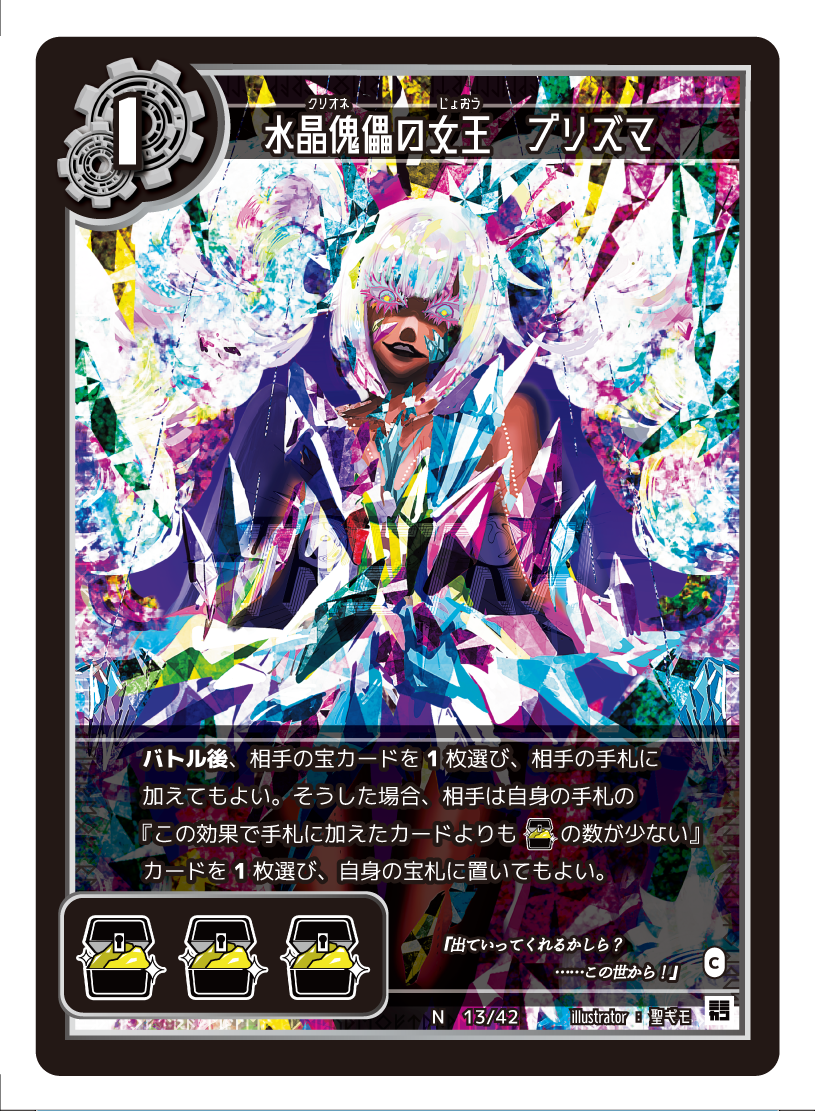 1
クリオネ じょおう
水晶傀儡の女王 プリズマ
バトル後、相手の宝カードを1枚選び、相手の手札に
加えてもよい。そうした場合、相手は自身の手札の
『この効果で手札に加えたカードよりも の数が少ない』
カードを1枚選び、自身の宝札に置いてもよい。
「出ていってくれるかしら?
……この世から!」
C
N 13/42 illustrator:聖弌モ